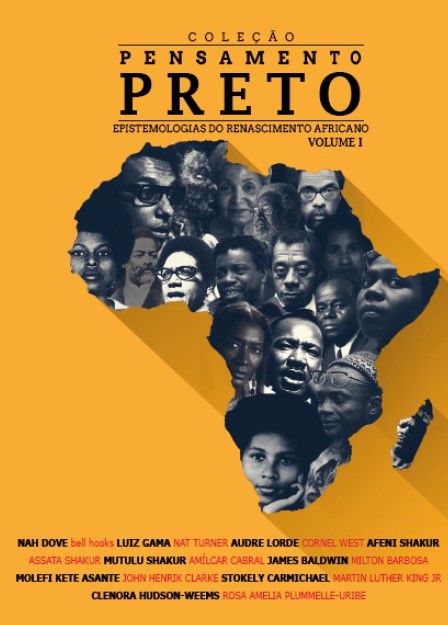 COLEÇÃO
PENSAMENTO
PRETO
EPISTEMOLOGIAS DO RENASCIMENTO AFRICANO
VOLUME I
NAH DOVE bell hooks LUIZ GAMA NAT TURNER AUDRE LORDE CORNEL WEST AFENI SHAKUR
ASSATA SHAKUR MUTULU SHAKUR AMÍLCAR CABRAL JAMES BALDWIN MILTON BARBOSA
MOLEFI KETE ASANTE JOHN HENRIK CLARKE STOKELY CARMICHAEL MARTIN LUTHER KING JR
CLENORA HUDSON-WEEMS ROSA AMELIA PLUMMELLE-URIBE